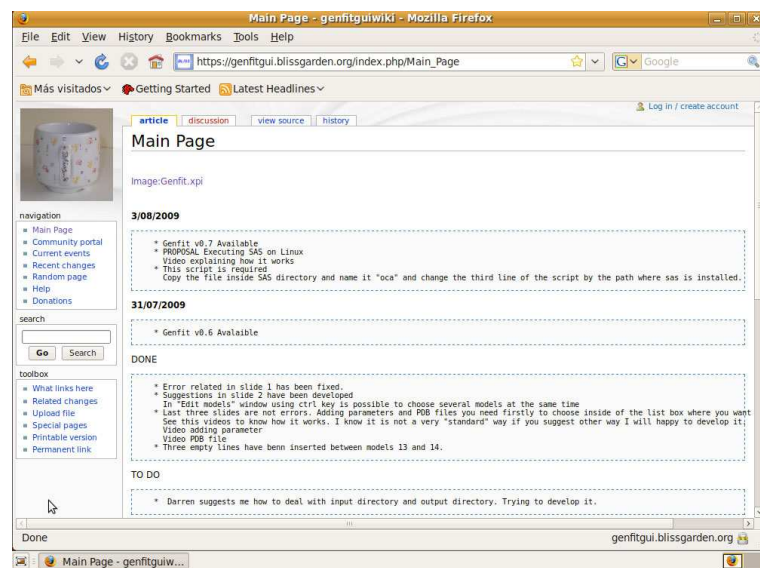 Main Page - genfitguiwiki - Mozilla Firefox
File Edit View History Bookmarks Tools Help
https://genfitgui.blissgarden.org/index.php/Main_Page
Google
Más visitados
Getting Started
Latest Headlines
Log in / create account
article discussion view source history
Main Page
Image:Genfit.xpi
navigation
Main Page
Community portal
Current events
Recent changes
Random page
Help
Donations
search
Go Search
toolbox
What links here
Related changes
Upload file
Special pages
Printable version
Permanent link
3/08/2009
* Genfit v0.7 Available
* PROPOSAL Executing SAS on Linux
Video explaining how it works
* This script is required
Copy the file inside SAS directory and name it "oca" and change the third line of the script by the path where sas is installed.
31/07/2009
* Genfit v0.6 Avalaible
DONE
* Error related in slide 1 has been fixed.
* Suggestions in slide 2 have been developed
In "Edit models" window using ctrl key is possible to choose several models at the same time
* Last three slides are not errors. Adding parameters and PDB files you need firstly to choose inside of the list box where you want
See this videos to know how it works. I know it is not a very "standard" way if you suggest other way I will happy to develop it.
Video adding parameter
Video PDB file
* Three empty lines have benn inserted between models 13 and 14.
TO DO
* Darren suggests me how to deal with input directory and output directory. Trying to develop it.
Done
genfitgui.blissgarden.org
Main Page - genfitguiw...